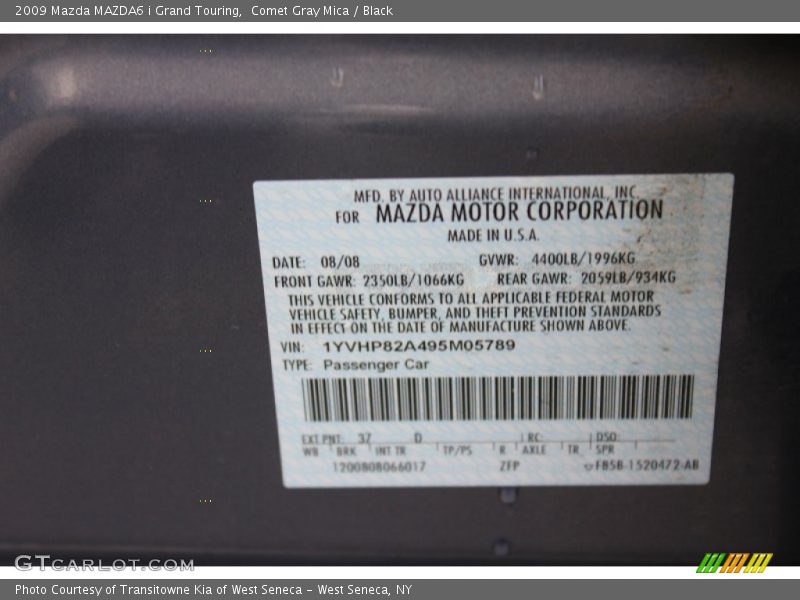 2009 Mazda MAZDA6 i Grand Touring,  Comet Gray Mica / Black
MFD. BY AUTO ALLIANCE INTERNATIONAL, INC.
FOR MAZDA MOTOR CORPORATION
MADE IN U.S.A.
DATE: 08/08 GVWR: 4400LB/1996KG
FRONT GAWR: 2350LB/1066KG REAR GAWR: 2059LB/934KG
THIS VEHICLE CONFORMS TO ALL APPLICABLE FEDERAL MOTOR
VEHICLE SAFETY, BUMPER, AND THEFT PREVENTION STANDARDS
IN EFFECT ON THE DATE OF MANUFACTURE SHOWN ABOVE.
VIN: 1YVHP82A495M05789
TYPE: Passenger Car
EXT PNT: 37 D RC: DSO:
WB BRK INT TR TP/PS R AXLE TR SPR
1200808066017 ZFP F85B-1520472-AB
GTCARLOT.COM
Photo Courtesy of Transitowne Kia of West Seneca – West Seneca, NY